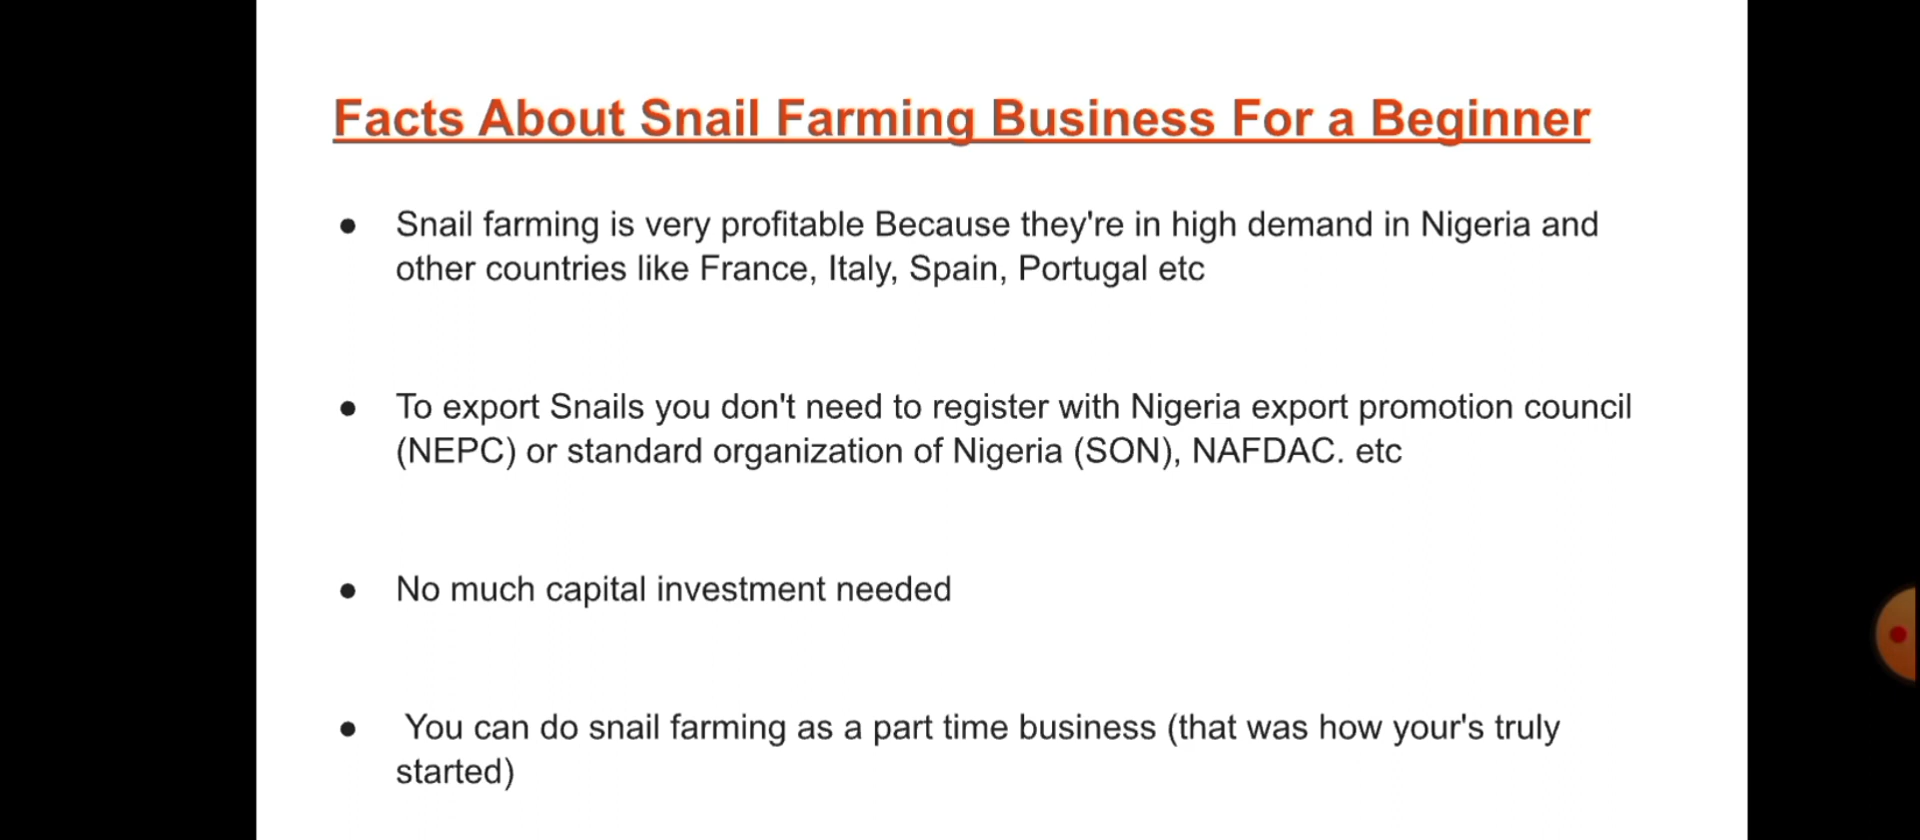 Facts About Snail Farming Business For a Beginner
● Snail farming is very profitable Because they're in high demand in Nigeria and
other countries like France, Italy, Spain, Portugal etc
● To export Snails you don't need to register with Nigeria export promotion council
(NEPC) or standard organization of Nigeria (SON), NAFDAC. etc
● No much capital investment needed
● You can do snail farming as a part time business (that was how your's truly
started)